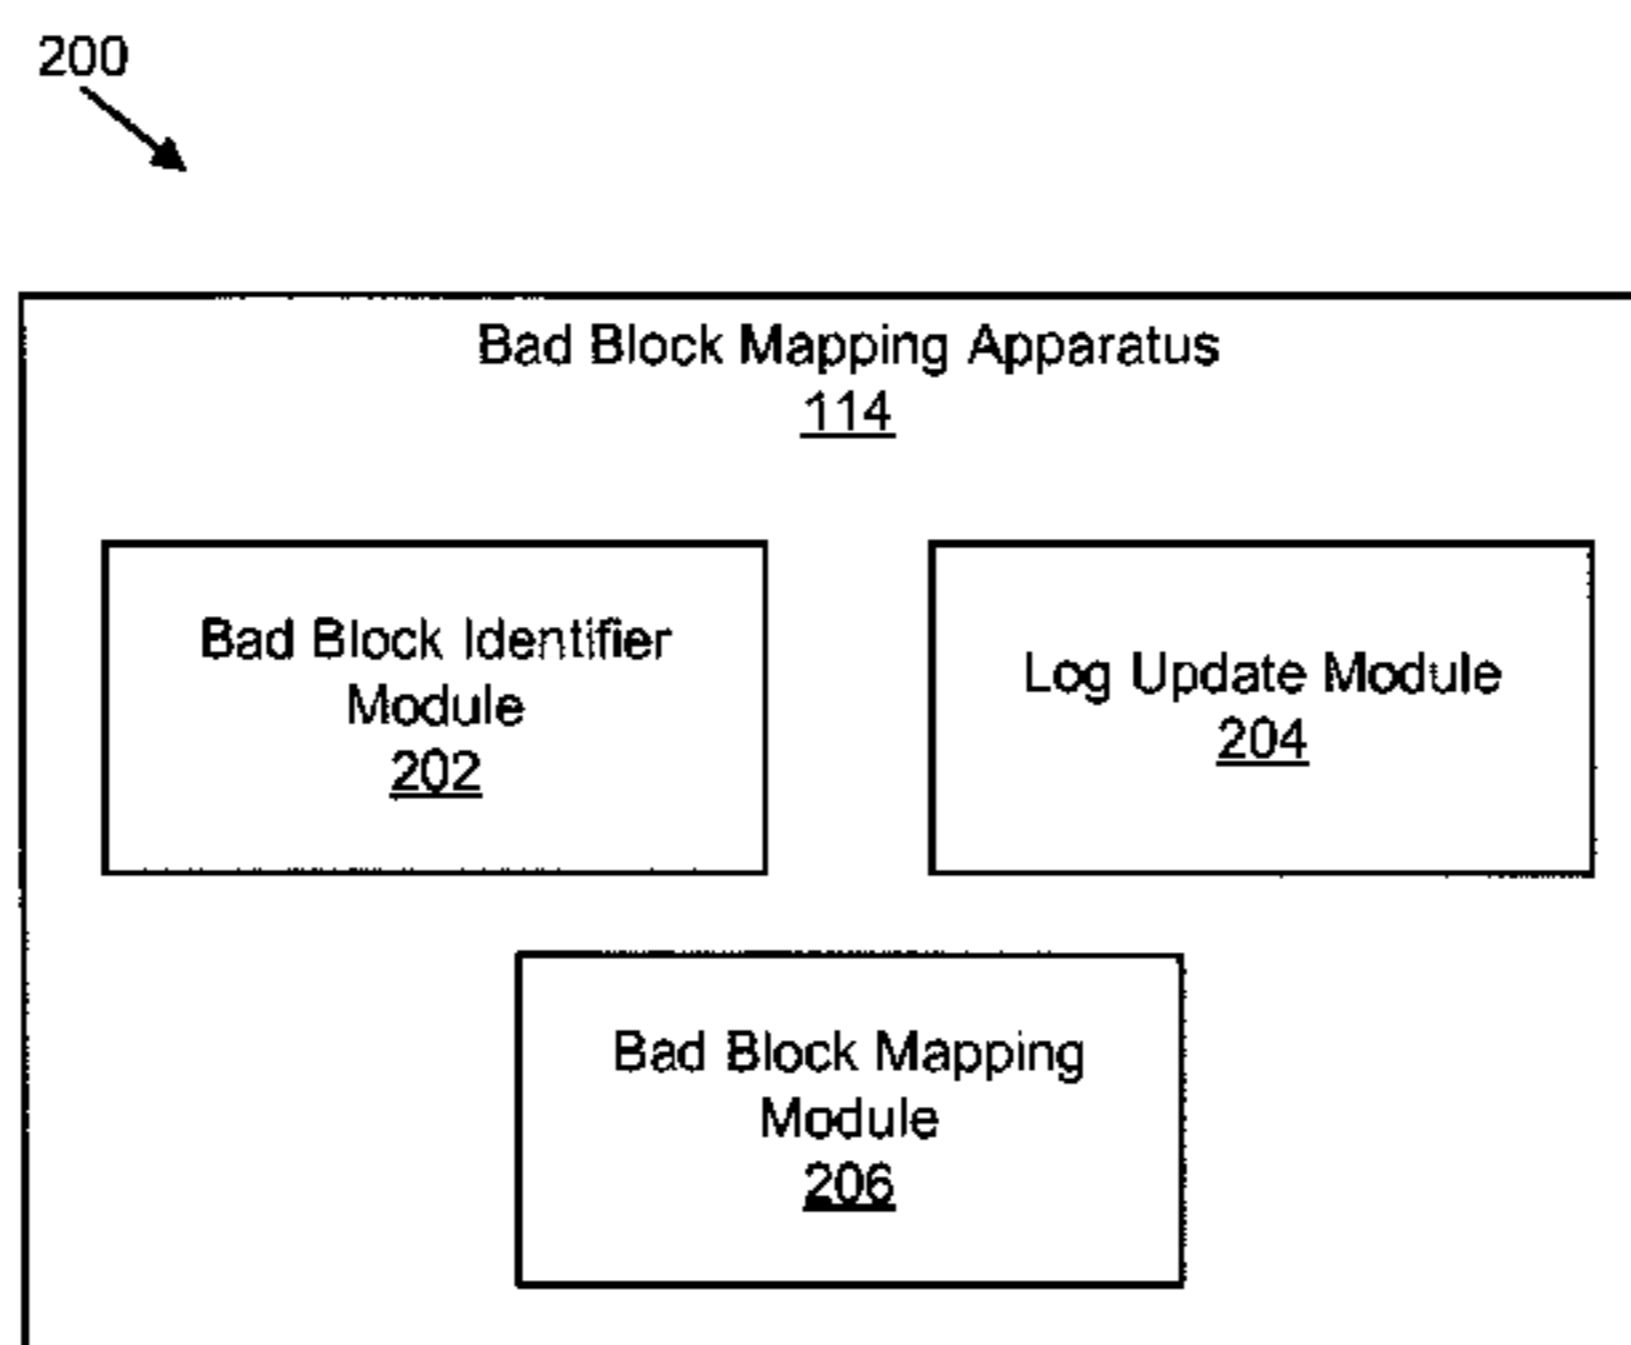 200
Bad Block Mapping Apparatus
114
Bad Block Identifier
Module
202
Log Update Module
204
Bad Block Mapping
Module
206